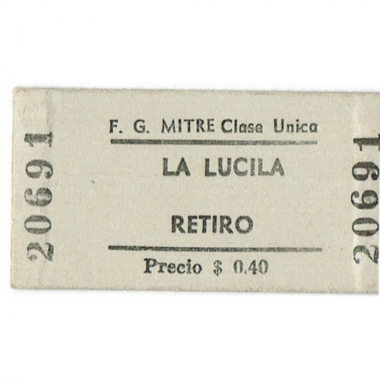 F. G. MITRE Clase Unica
LA LUCILA
RETIRO
Precio $ 0.40
20691
20691